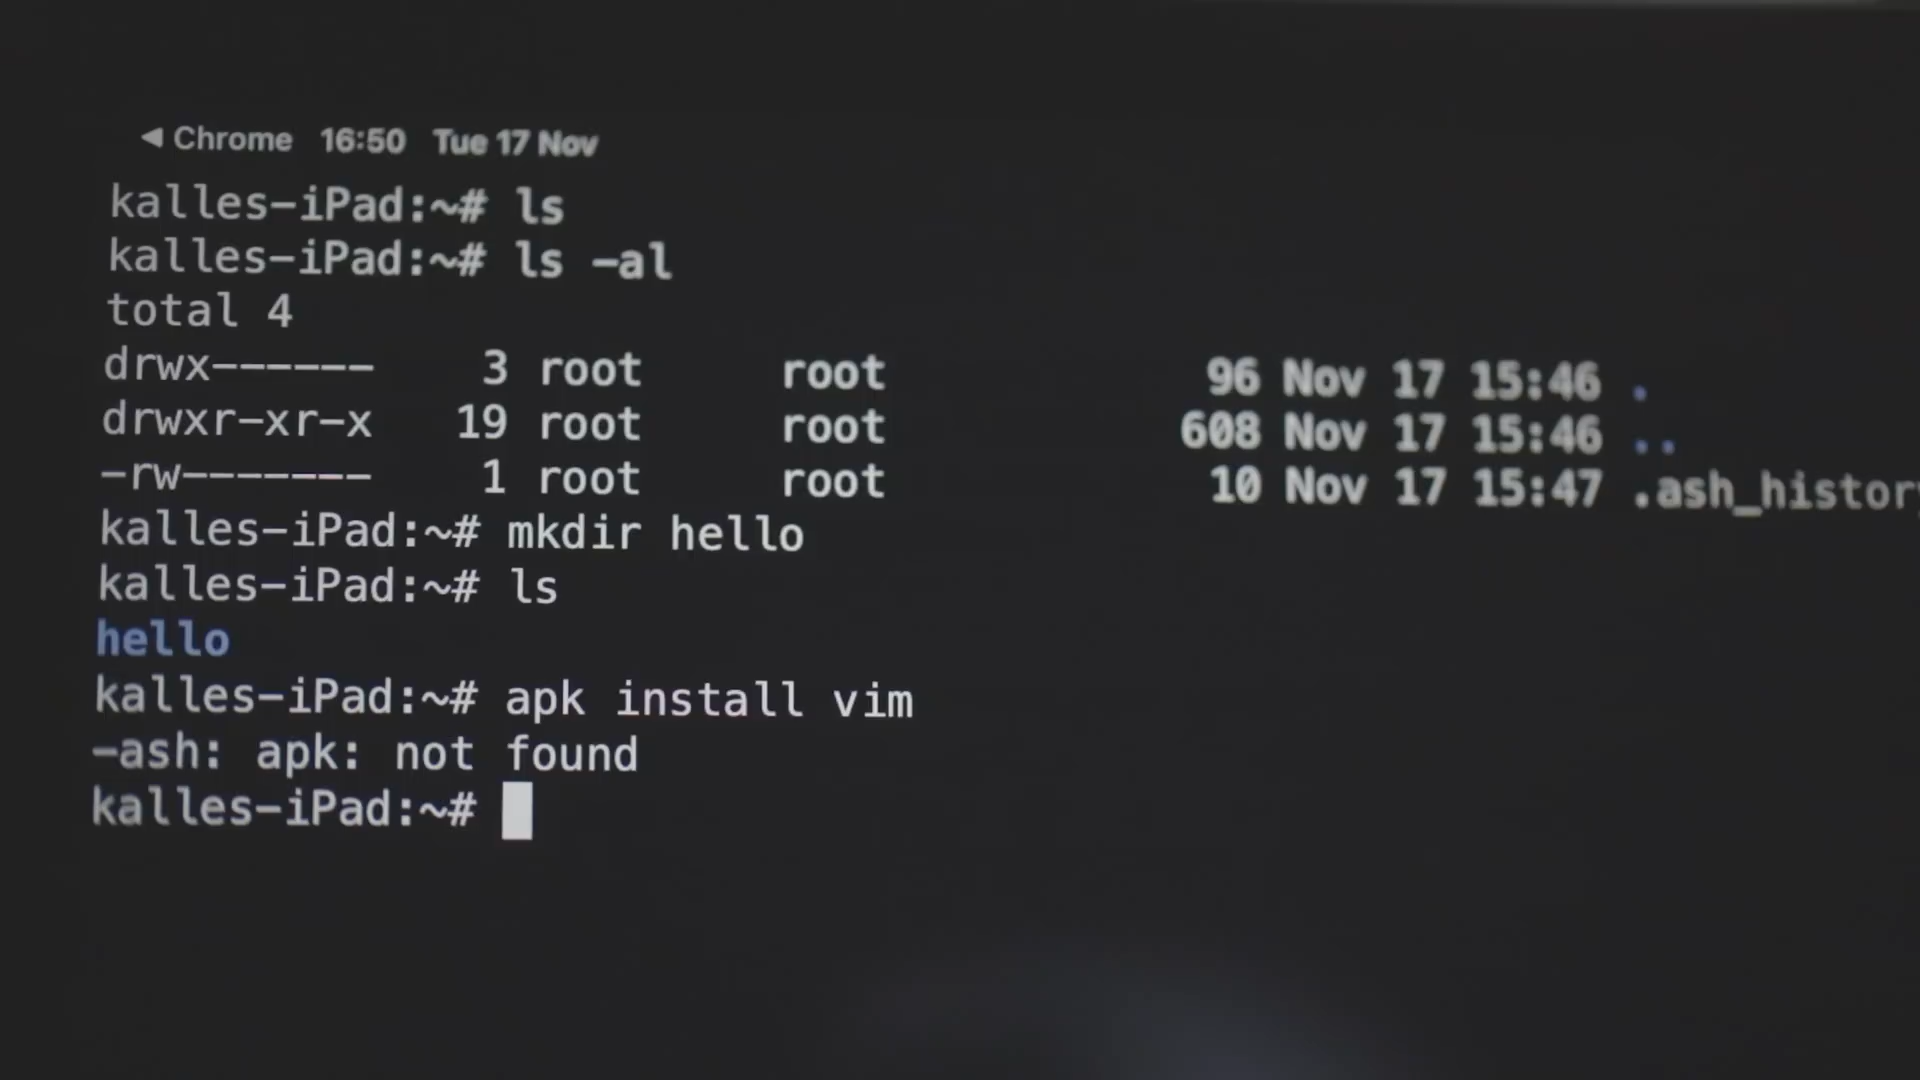 ◀ Chrome 16:50 Tue 17 Nov
kalles-iPad:~# ls
kalles-iPad:~# ls -al
total 4
drwx------ 3 root root 96 Nov 17 15:46 .
drwxr-xr-x 19 root root 608 Nov 17 15:46 ..
-rw------- 1 root root 10 Nov 17 15:47 .ash_history
kalles-iPad:~# mkdir hello
kalles-iPad:~# ls
hello
kalles-iPad:~# apk install vim
-ash: apk: not found
kalles-iPad:~#